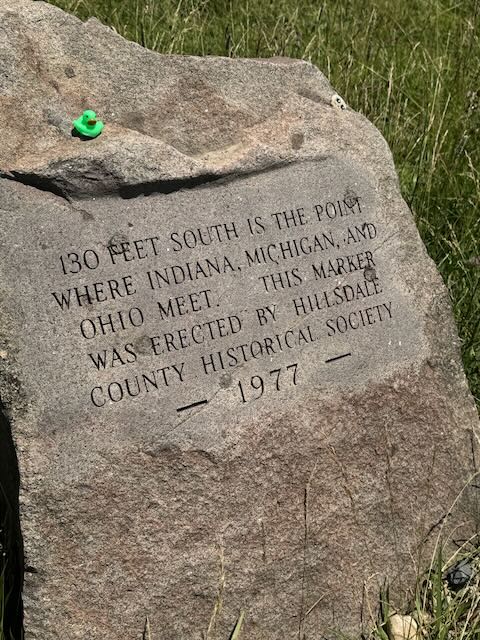 130 FEET SOUTH IS THE POINT
WHERE INDIANA, MICHIGAN, AND
OHIO MEET. THIS MARKER
WAS ERECTED BY HILLSDALE
COUNTY HISTORICAL SOCIETY
— 1977 —